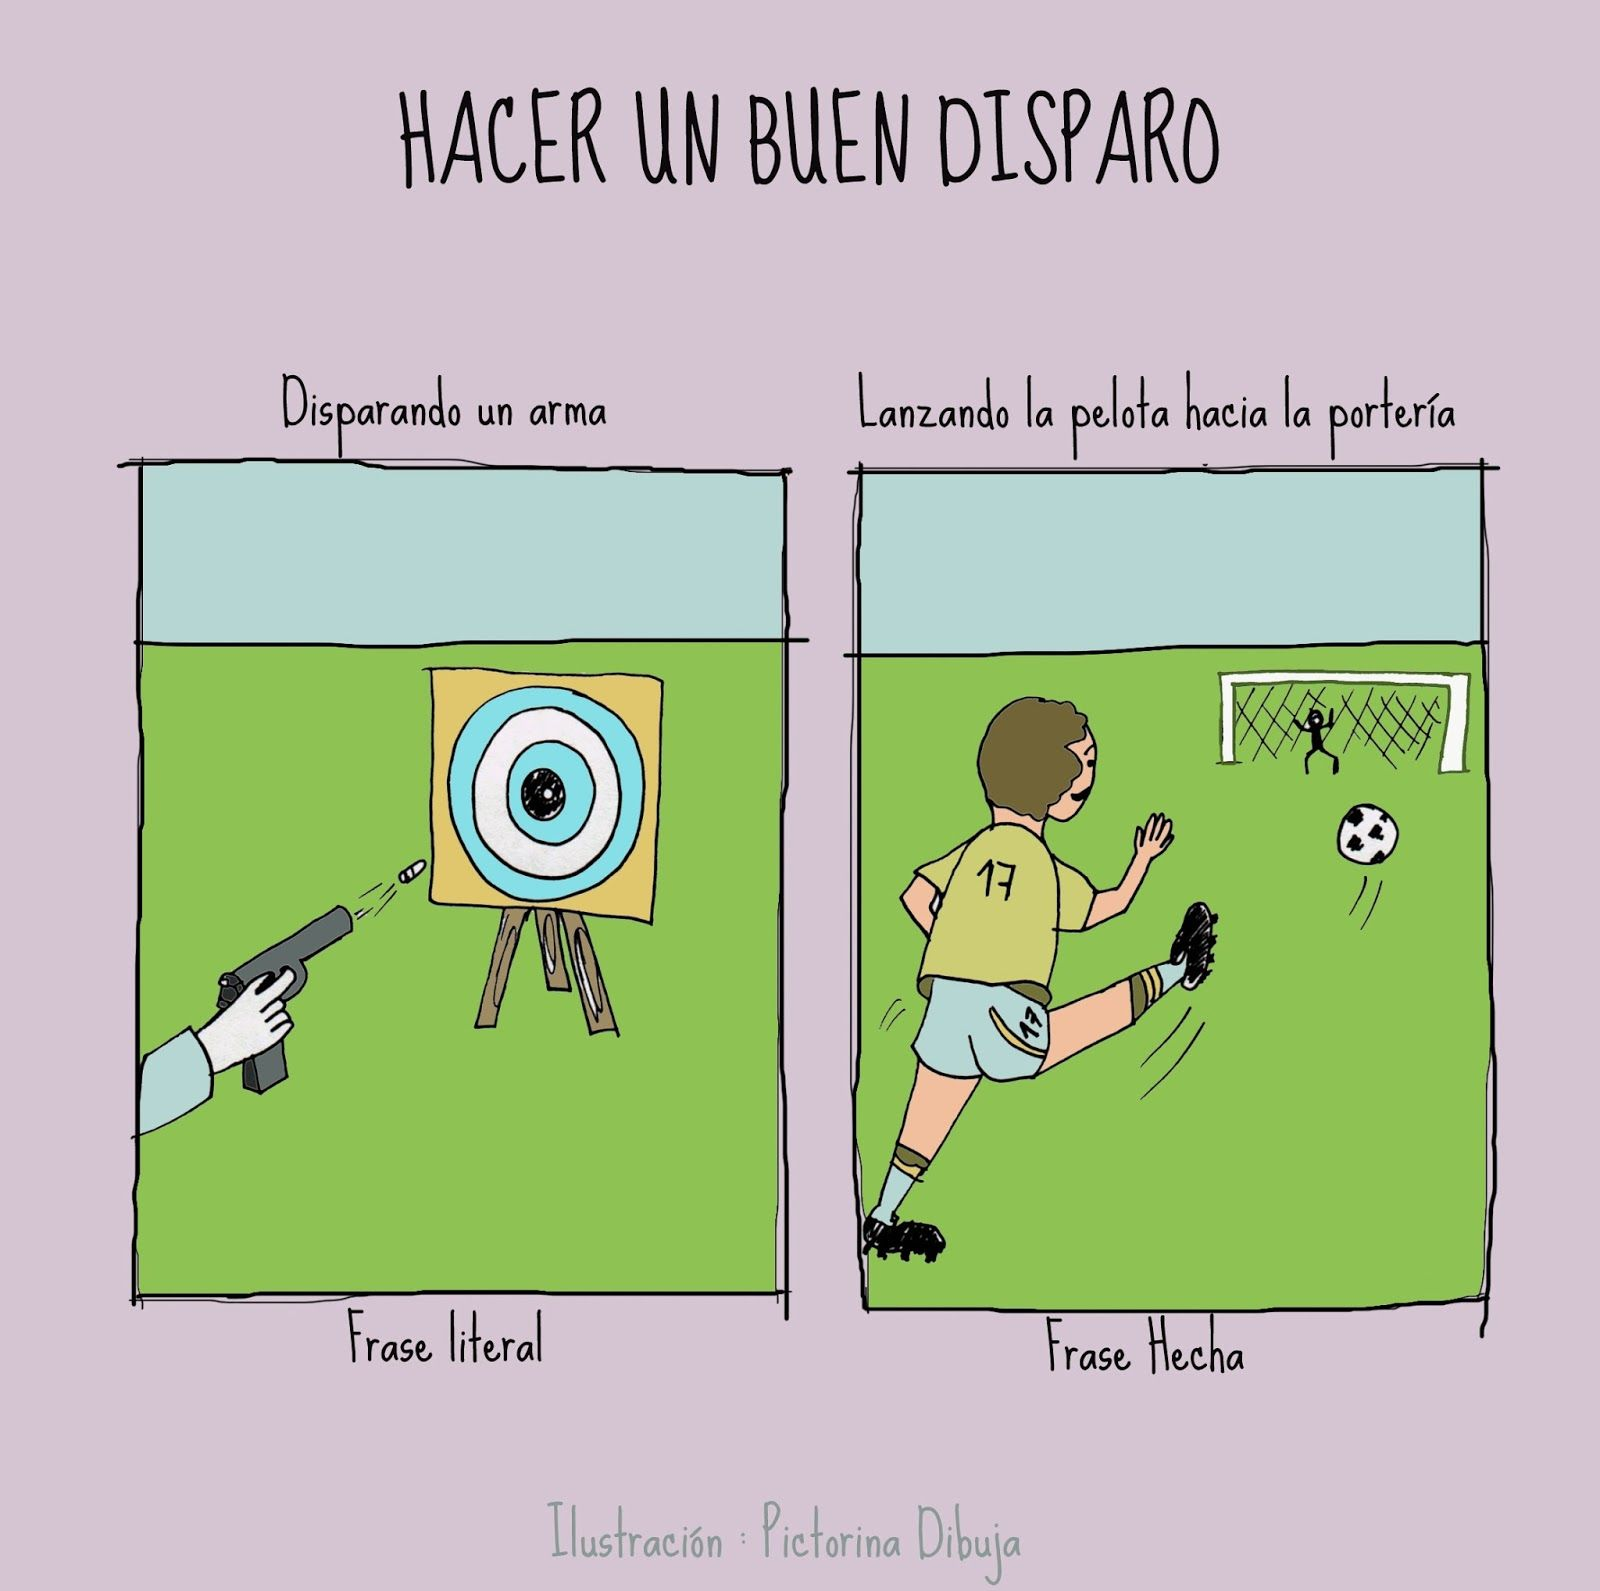 HACER UN BUEN DISPARO
Disparando un arma
Lanzando la pelota hacia la portería
17
17
Frase literal
Frase Hecha
Ilustración : Pictorina Dibuja